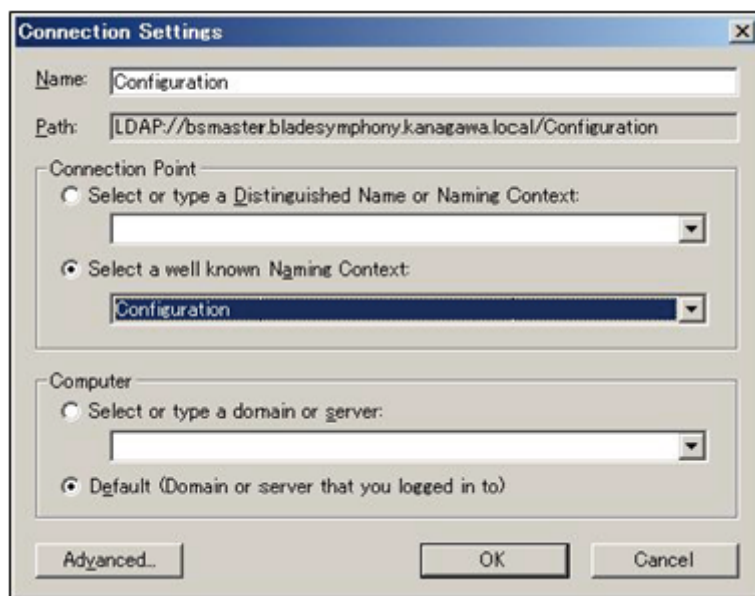 Connection Settings
Name: Configuration
Path: LDAP://bsmaster.bladesymphony.kanagawa.local/Configuration
Connection Point
Select or type a Distinguished Name or Naming Context:
Select a well known Naming Context:
Configuration
Computer
Select or type a domain or server:
Default (Domain or server that you logged in to)
Advanced... OK Cancel